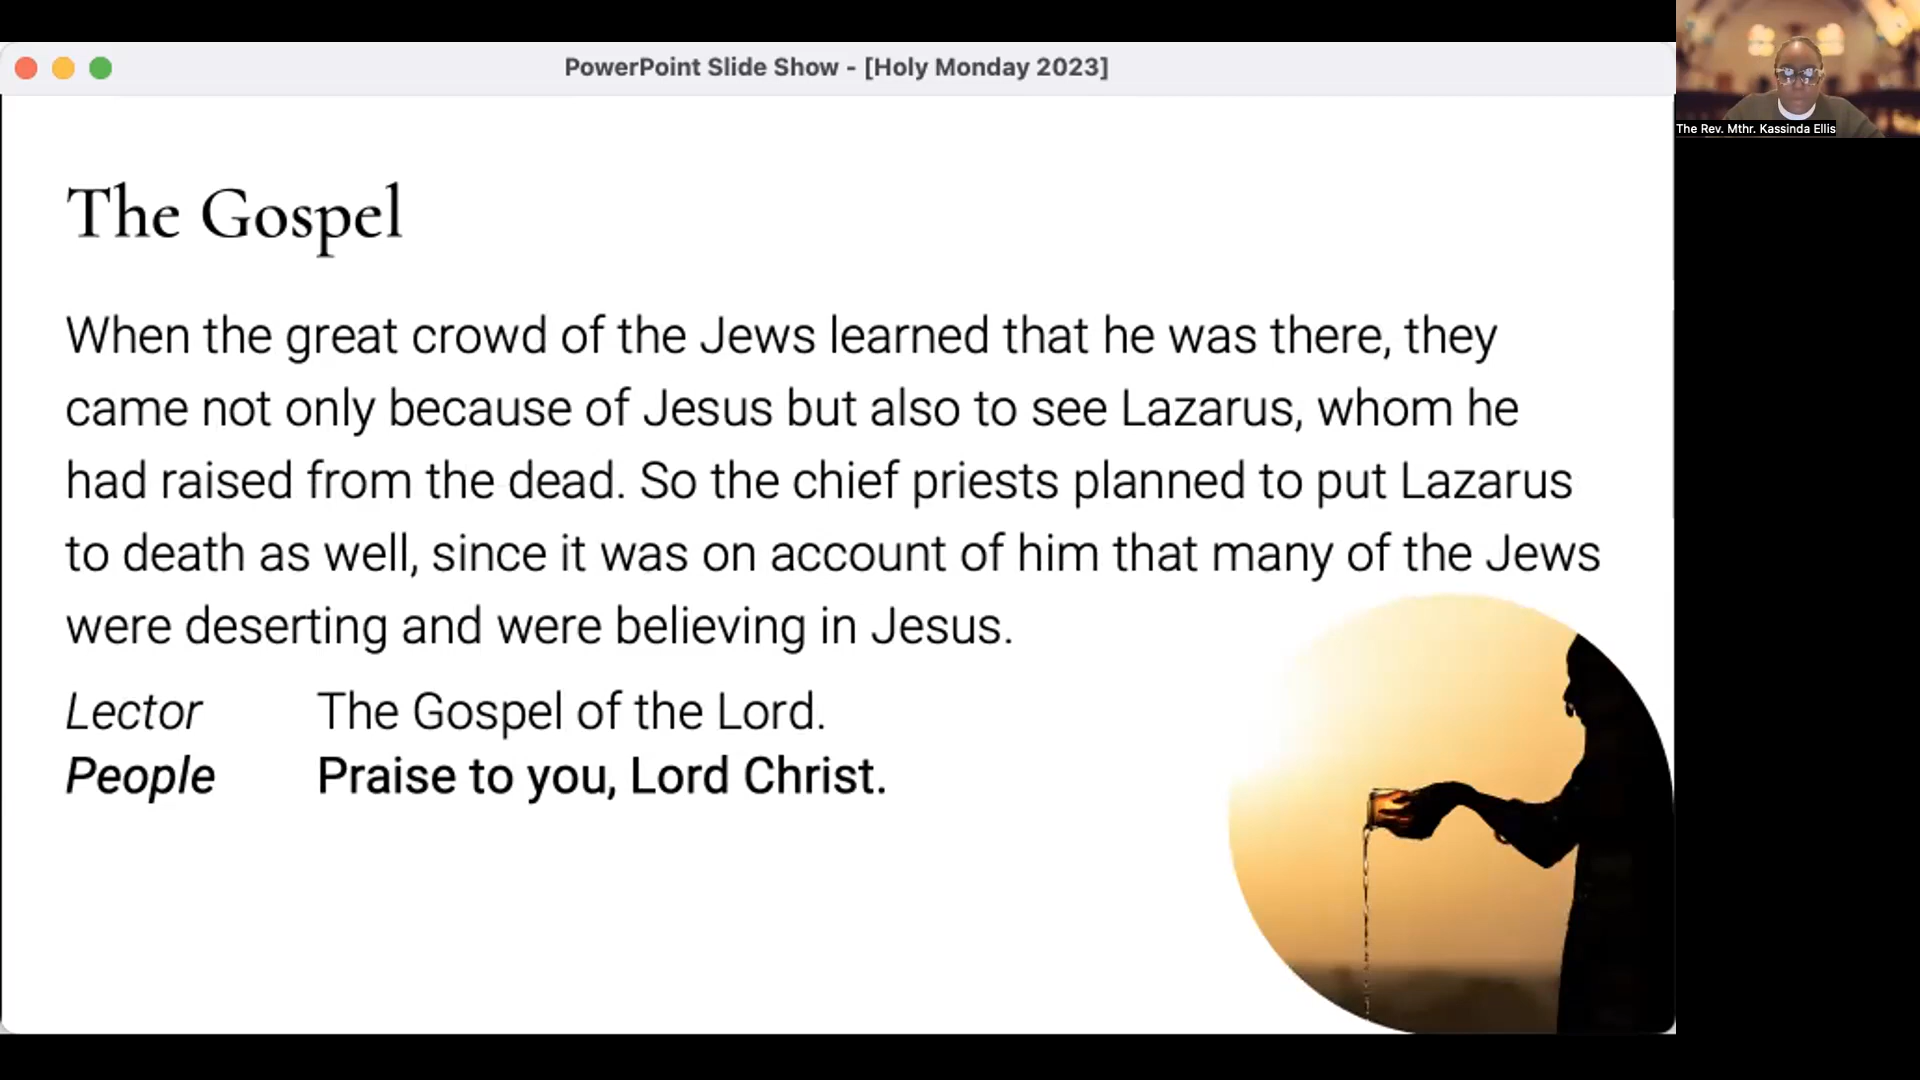 PowerPoint Slide Show - [Holy Monday 2023]
The Rev. Mthr. Kassinda Ellis
The Gospel
When the great crowd of the Jews learned that he was there, they
came not only because of Jesus but also to see Lazarus, whom he
had raised from the dead. So the chief priests planned to put Lazarus
to death as well, since it was on account of him that many of the Jews
were deserting and were believing in Jesus.
Lector The Gospel of the Lord.
People Praise to you, Lord Christ.